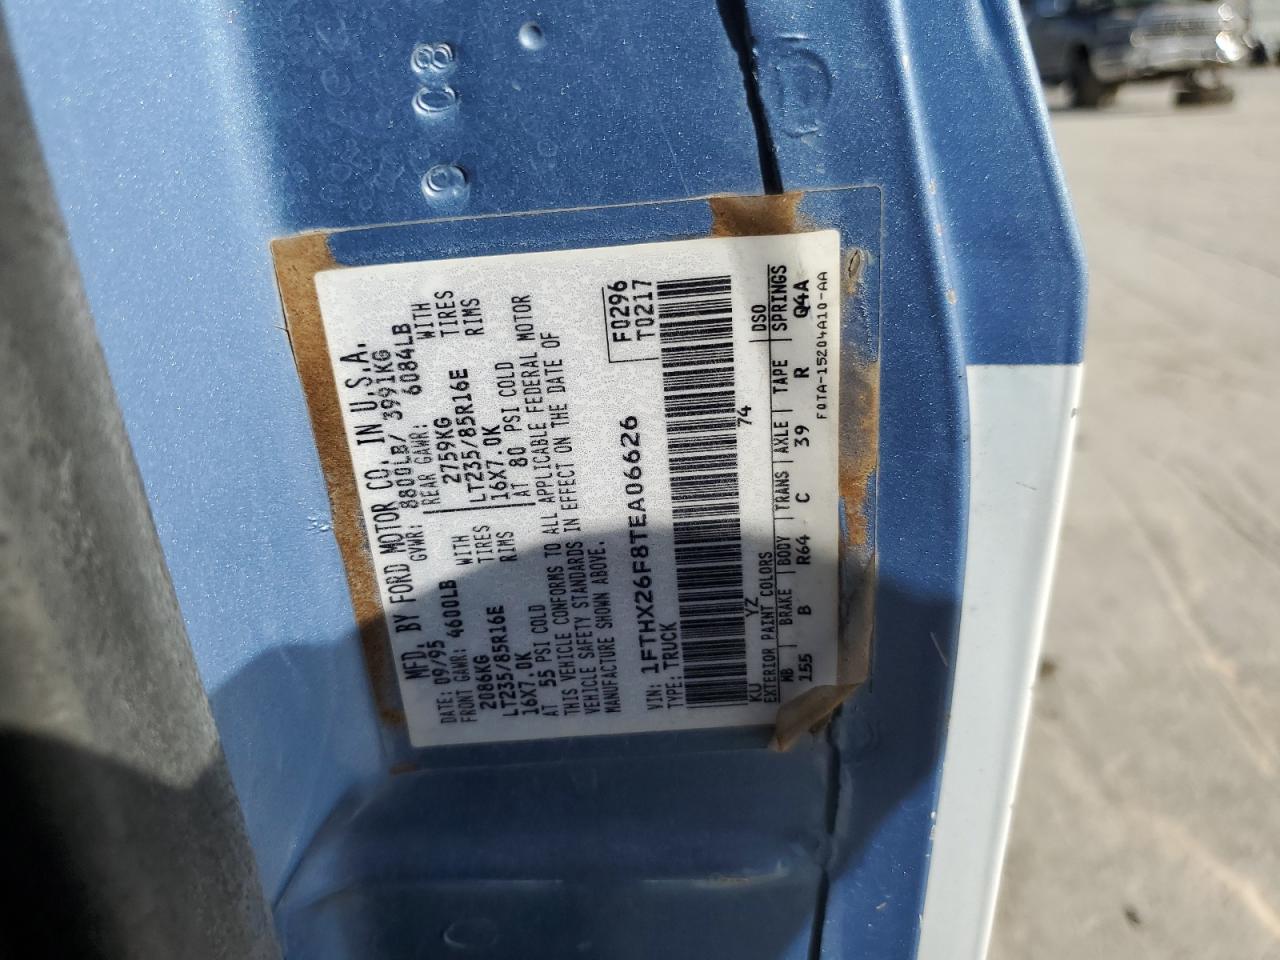 9 08
MFD. BY FORD MOTOR CO. IN U.S.A.
DATE: 09/95 GVWR: 8800LB/ 3991KG
FRONT GAWR: 4600LB REAR GAWR: 6084LB
2086KG WITH 2759KG WITH
LT235/85R16E TIRES LT235/85R16E TIRES
16X7.0K RIMS 16X7.0K RIMS
AT 55 PSI COLD AT 80 PSI COLD
THIS VEHICLE CONFORMS TO ALL APPLICABLE FEDERAL MOTOR
VEHICLE SAFETY STANDARDS IN EFFECT ON THE DATE OF
MANUFACTURE SHOWN ABOVE.
F0296
T0217
VIN: 1FTHX26F8TEA06626
TYPE: TRUCK
74
KU YZ DSO
EXTERIOR PAINT COLORS
WB BRAKE BODY TRANS AXLE TAPE SPRINGS
155 B R64 C 39 R Q4A
F0TA-15204A10-AA